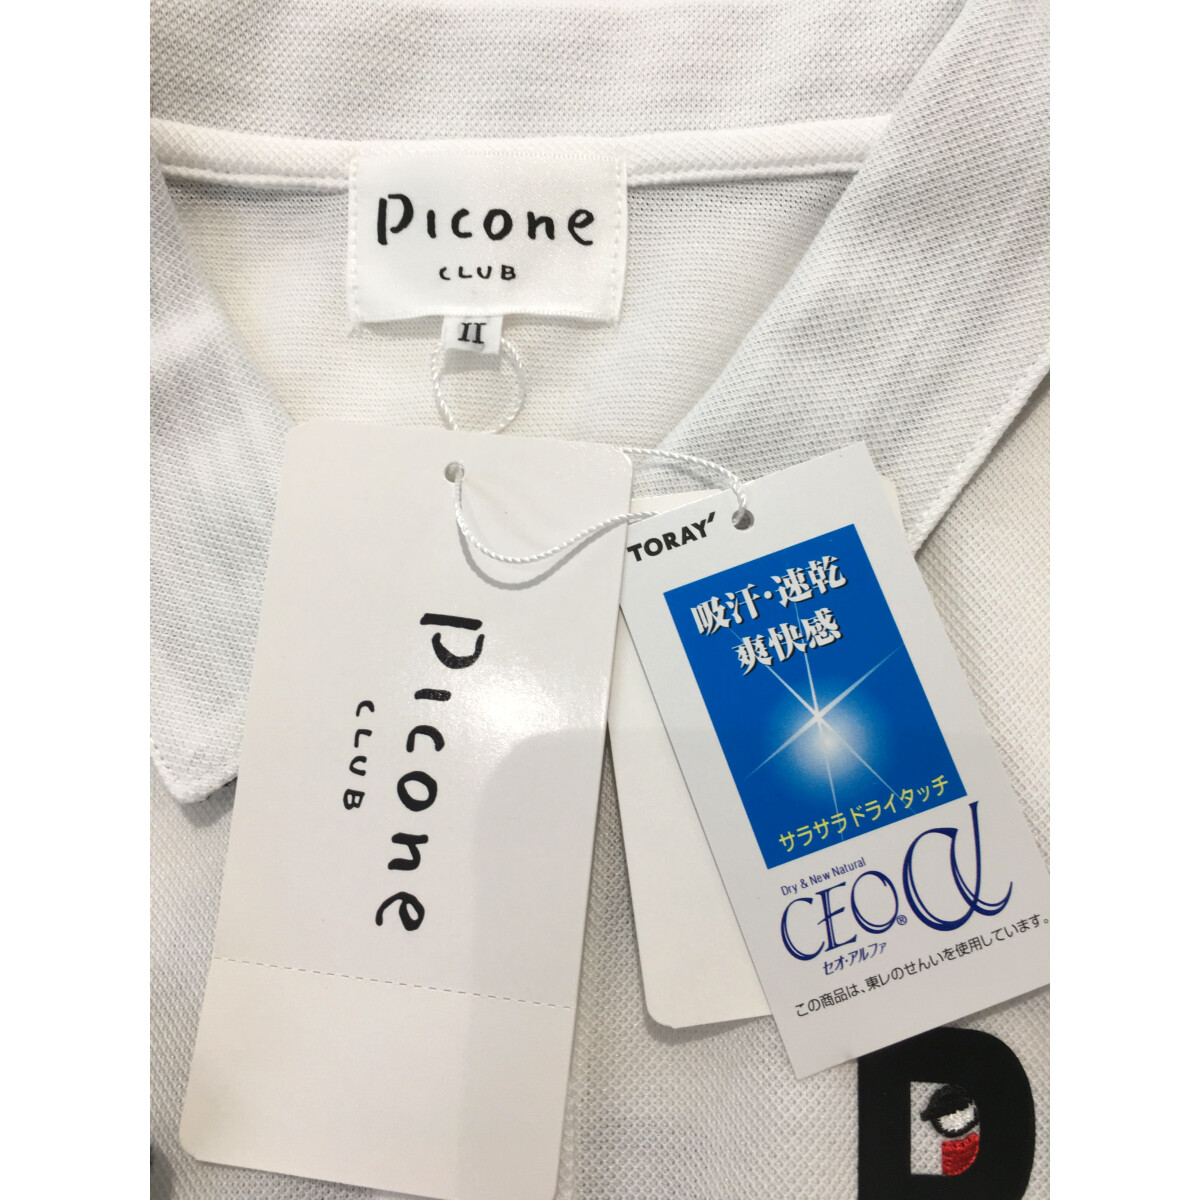 Picone
CLUB
II
Picone
CLUB
TORAY
吸汗・速乾
爽快感
サラサラドライタッチ
Dry & New Natural
CEO®α
セオ・アルファ
この商品は、東レのせんいを使用しています。